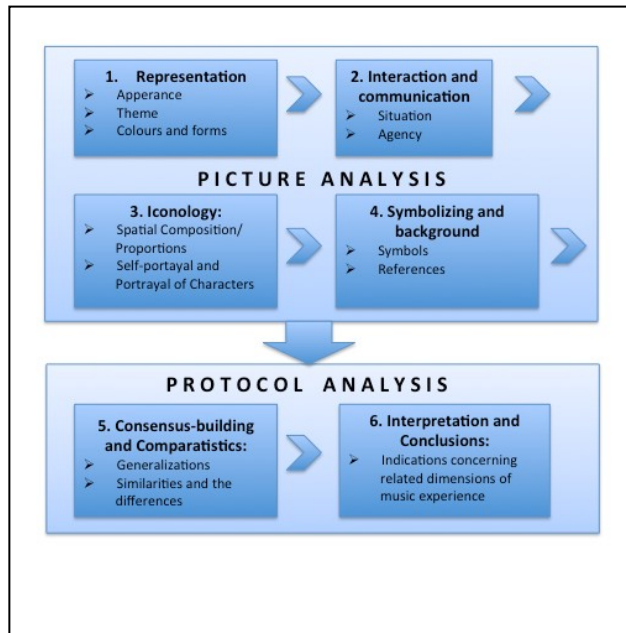 1. Representation
➢ Apperance
➢ Theme
➢ Colours and forms
2. Interaction and
communication
➢ Situation
➢ Agency
PICTURE ANALYSIS
3. Iconology:
➢ Spatial Composition/
Proportions
➢ Self-portayal and
Portrayal of Characters
4. Symbolizing and
background
➢ Symbols
➢ References
PROTOCOL ANALYSIS
5. Consensus-building
and Comparatistics:
➢ Generalizations
➢ Similarities and the
differences
6. Interpretation and
Conclusions:
➢ Indications concerning
related dimensions of
music experience